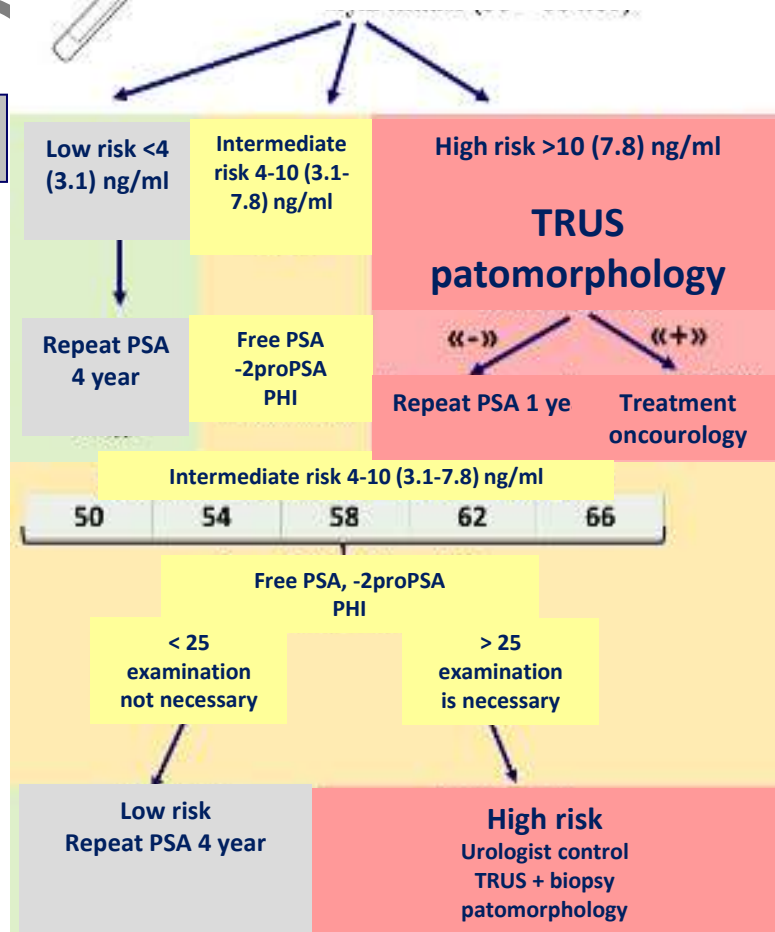 Low risk <4
(3.1) ng/ml
Intermediate
risk 4-10 (3.1-
7.8) ng/ml
High risk >10 (7.8) ng/ml
TRUS
patomorphology
Repeat PSA
4 year
Free PSA
-2proPSA
PHI
«-»
«+»
Repeat PSA 1 ye
Treatment
oncourology
Intermediate risk 4-10 (3.1-7.8) ng/ml
50 54 58 62 66
Free PSA, -2proPSA
PHI
< 25
examination
not necessary
> 25
examination
is necessary
Low risk
Repeat PSA 4 year
High risk
Urologist control
TRUS + biopsy
patomorphology